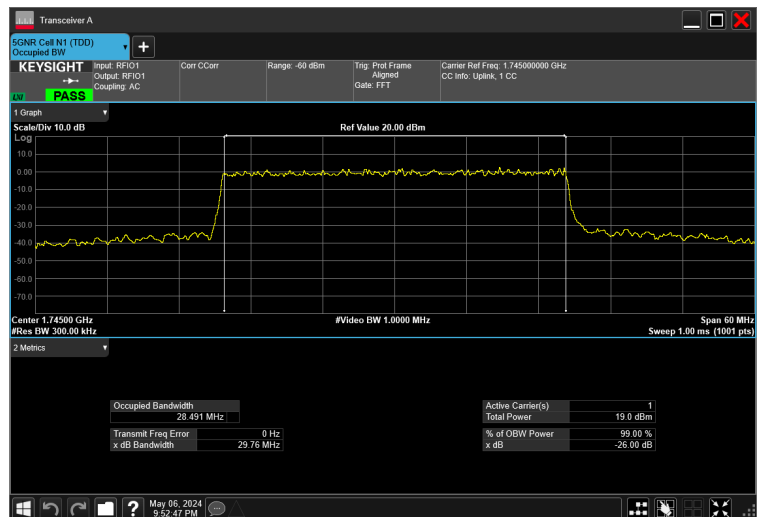 Transceiver A
5GNR Cell N1 (TDD)
Occupied BW
KEYSIGHT
PASS
Input: RFIO1
Output: RFIO1
Coupling: AC
Corr CCorr
Range: -60 dBm
Trig: Prot Frame
Aligned
Gate: FFT
Carrier Ref Freq: 1.745000000 GHz
CC Info: Uplink, 1 CC
1 Graph
Scale/Div 10.0 dB
Ref Value 20.00 dBm
Log
10.0
0.00
-10.0
-20.0
-30.0
-40.0
-50.0
-60.0
-70.0
Center 1.74500 GHz
#Video BW 1.0000 MHz
Span 60 MHz
#Res BW 300.00 kHz
Sweep 1.00 ms (1001 pts)
2 Metrics
Occupied Bandwidth
28.491 MHz
Transmit Freq Error 0 Hz
x dB Bandwidth 29.76 MHz
Active Carrier(s) 1
Total Power 19.0 dBm
% of OBW Power 99.00 %
x dB -26.00 dB
May 06, 2024
9:52:47 PM